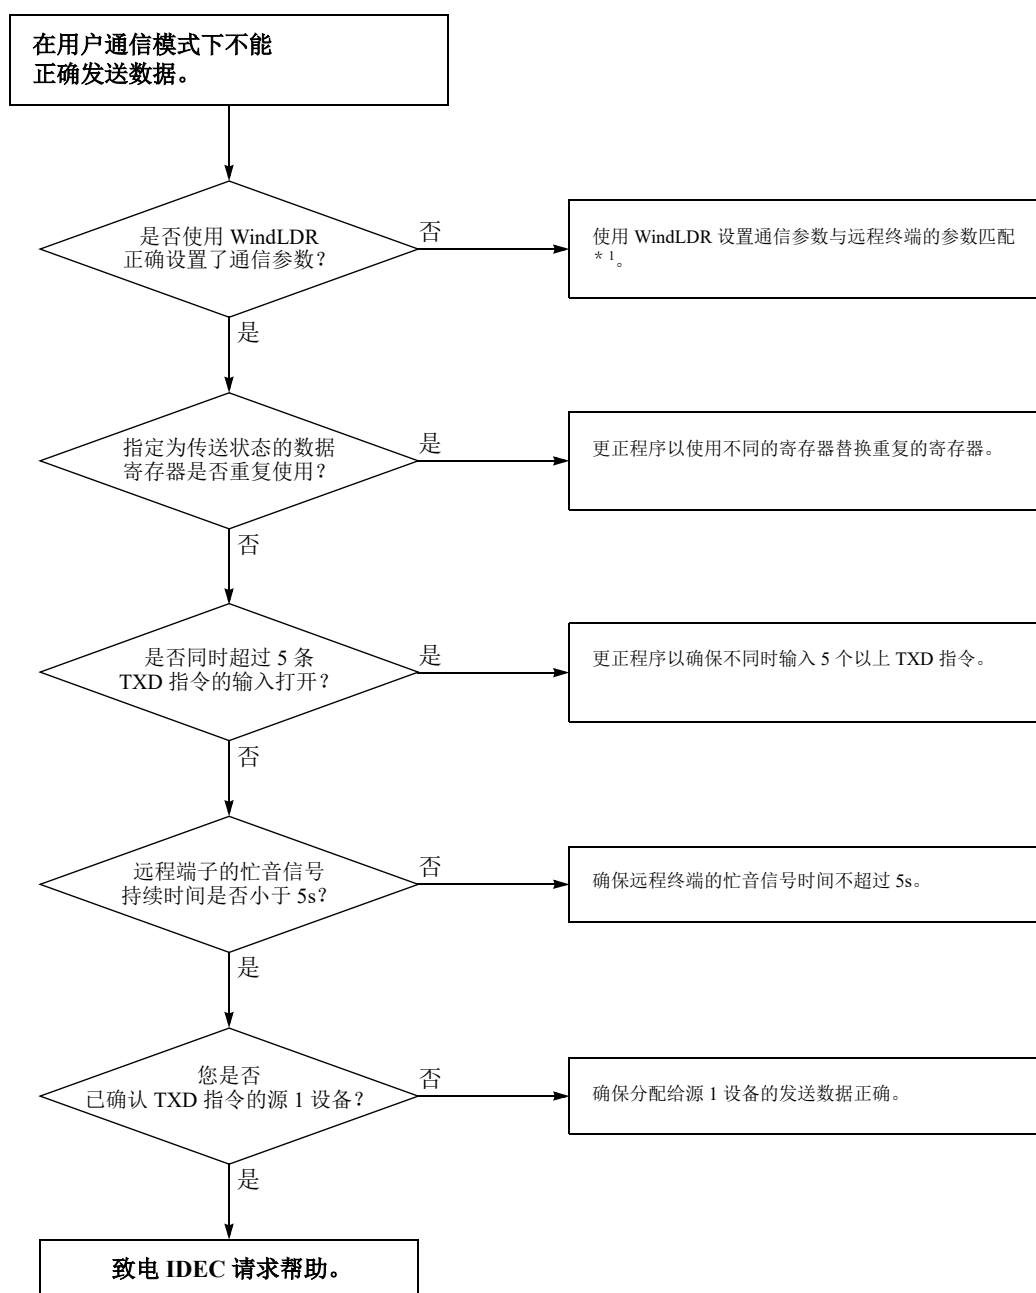 在用户通信模式下不能
正确发送数据。
是否使用 WindLDR
正确设置了通信参数？
否
使用 WindLDR 设置通信参数与远程终端的参数匹配
* 1。
是
指定为传送状态的数据
寄存器是否重复使用？
是
更正程序以使用不同的寄存器替换重复的寄存器。
否
是否同时超过 5 条
TXD 指令的输入打开？
是
更正程序以确保不同时输入 5 个以上 TXD 指令。
否
远程端子的忙音信号
持续时间是否小于 5s？
否
确保远程终端的忙音信号时间不超过 5s。
是
您是否
已确认 TXD 指令的源 1 设备？
否
确保分配给源 1 设备的发送数据正确。
是
致电 IDEC 请求帮助。